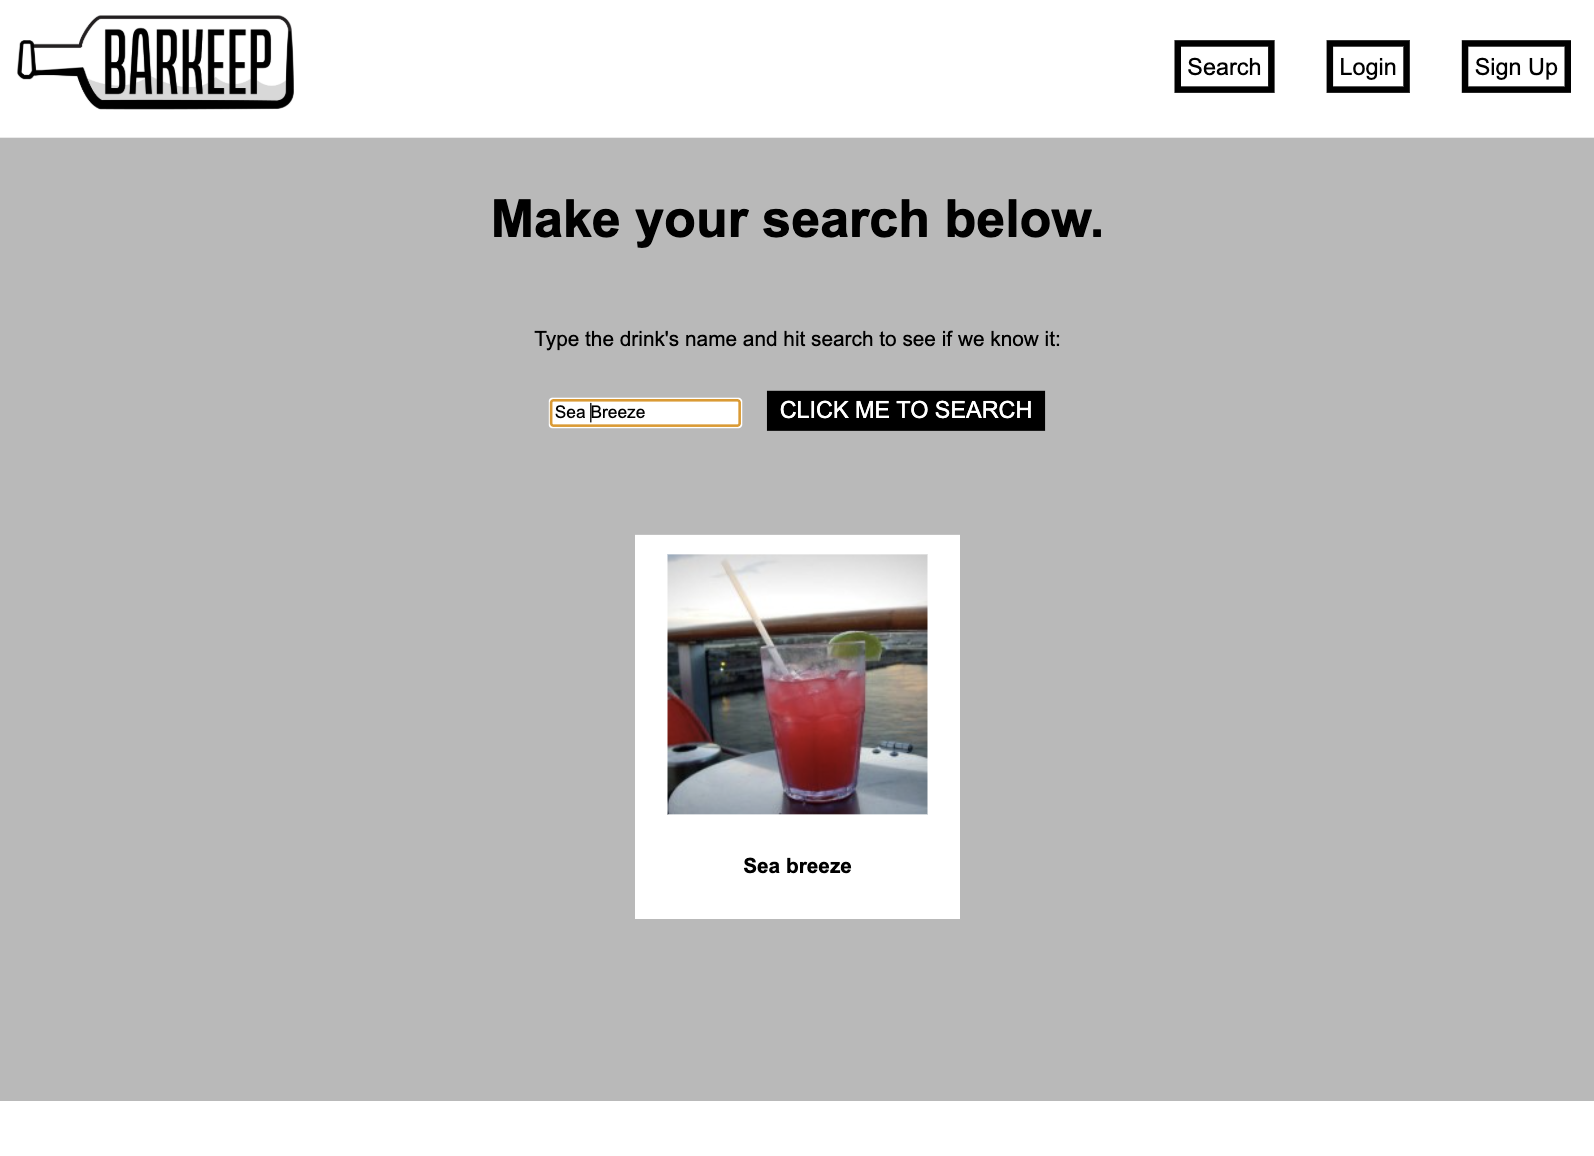 BARKEEP
Search
Login
Sign Up
Make your search below.
Type the drink's name and hit search to see if we know it:
Sea Breeze
CLICK ME TO SEARCH
Sea breeze